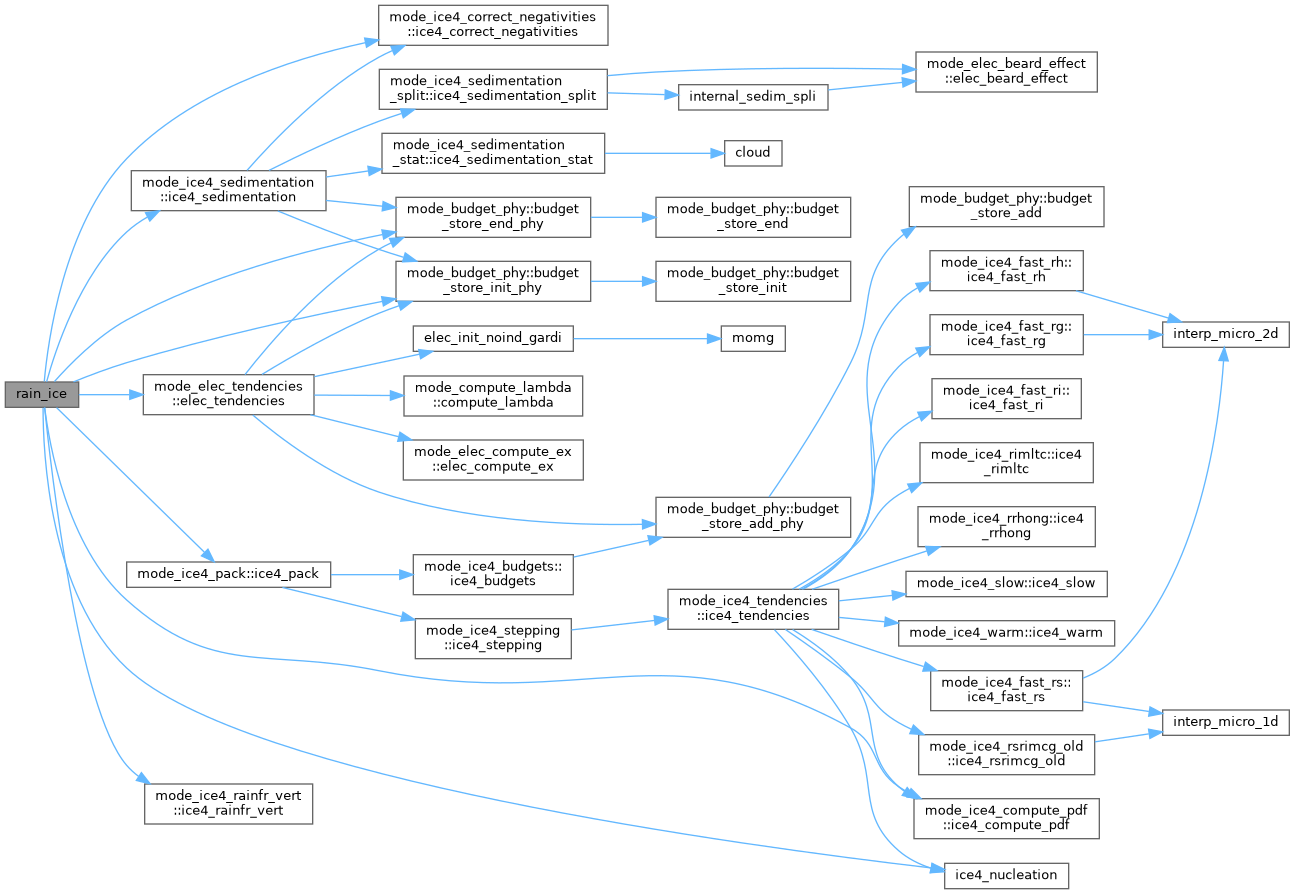 rain_ice
mode_ice4_correct_negativities
::ice4_correct_negativities
mode_ice4_sedimentation
::ice4_sedimentation
mode_ice4_sedimentation
_split::ice4_sedimentation_split
internal_sedim_spli
mode_elec_beard_effect
::elec_beard_effect
mode_ice4_sedimentation
_stat::ice4_sedimentation_stat
cloud
mode_budget_phy::budget
_store_end_phy
mode_budget_phy::budget
_store_end
mode_budget_phy::budget
_store_init_phy
mode_budget_phy::budget
_store_init
mode_elec_tendencies
::elec_tendencies
elec_init_noind_gardi
momg
mode_compute_lambda
::compute_lambda
mode_elec_compute_ex
::elec_compute_ex
mode_budget_phy::budget
_store_add_phy
mode_budget_phy::budget
_store_add
mode_ice4_pack::ice4_pack
mode_ice4_budgets::
ice4_budgets
mode_ice4_stepping
::ice4_stepping
mode_ice4_tendencies
::ice4_tendencies
mode_ice4_fast_rh::
ice4_fast_rh
mode_ice4_fast_rg::
ice4_fast_rg
interp_micro_2d
mode_ice4_fast_ri::
ice4_fast_ri
mode_ice4_rimltc::ice4
_rimltc
mode_ice4_rrhong::ice4
_rrhong
mode_ice4_slow::ice4_slow
mode_ice4_warm::ice4_warm
mode_ice4_fast_rs::
ice4_fast_rs
interp_micro_1d
mode_ice4_rsrimcg_old
::ice4_rsrimcg_old
mode_ice4_compute_pdf
::ice4_compute_pdf
ice4_nucleation
mode_ice4_rainfr_vert
::ice4_rainfr_vert